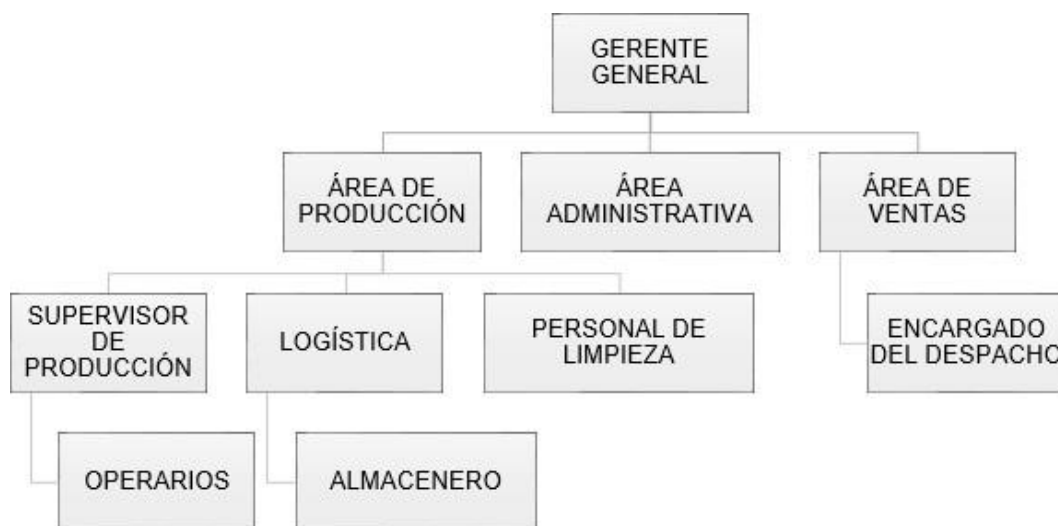 GERENTE
GENERAL
ÁREA DE
PRODUCCIÓN
ÁREA
ADMINISTRATIVA
ÁREA DE
VENTAS
SUPERVISOR
DE
PRODUCCIÓN
LOGÍSTICA
PERSONAL DE
LIMPIEZA
ENCARGADO
DEL DESPACHO
OPERARIOS
ALMACENERO